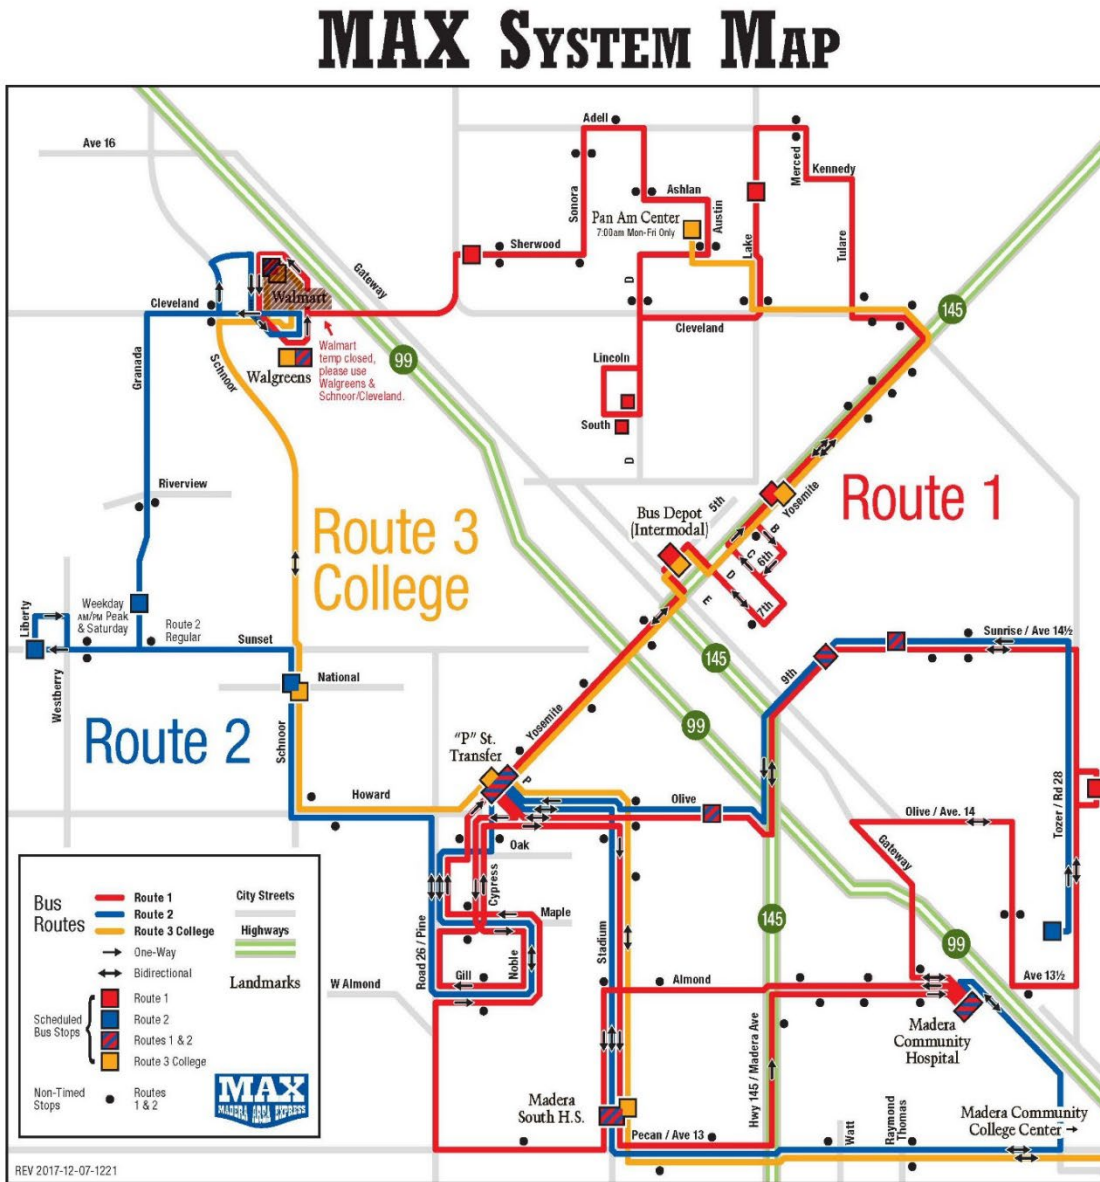 MAX System Map
Ave 16
Adell
Merced
Kennedy
Ashlan
Sonora
Austin
Pan Am Center
7:00am Mon-Fri Only
Lake
Tulare
Sherwood
Gateway
D
Walmart
Cleveland
Cleveland
145
Walmart
temp closed,
please use
Walgreens &
Schnoor/Cleveland.
99
Schnoor
Granada
Walgreens
Lincoln
South
D
Riverview
Route 3
College
Bus Depot
(Intermodal)
5th
Yosemite
Route 1
B
C
6th
D
7th
E
Liberty
Weekday
AM/PM Peak
& Saturday
Route 2
Regular
Sunset
145
Sunrise / Ave 14½
Westberry
National
9th
Route 2
Schnoor
99
Yosemite
"P" St.
Transfer
P
Howard
Olive
Olive / Ave. 14
Tozer / Rd 28
Gateway
Oak
Cypress
Maple
Road 26 / Pine
Noble
Gill
Stadium
145
99
W Almond
Almond
Ave 13½
Hwy 145 / Madera Ave
Madera
Community
Hospital
Madera
South H.S.
Pecan / Ave 13
Watt
Raymond
Thomas
Madera Community
College Center →
Bus
Routes
Route 1
Route 2
Route 3 College
One-Way
Bidirectional
City Streets
Highways
Landmarks
Scheduled
Bus Stops
Route 1
Route 2
Routes 1 & 2
Route 3 College
Non-Timed
Stops
Routes
1 & 2
MAX
MADERA AREA EXPRESS
REV 2017-12-07-1221